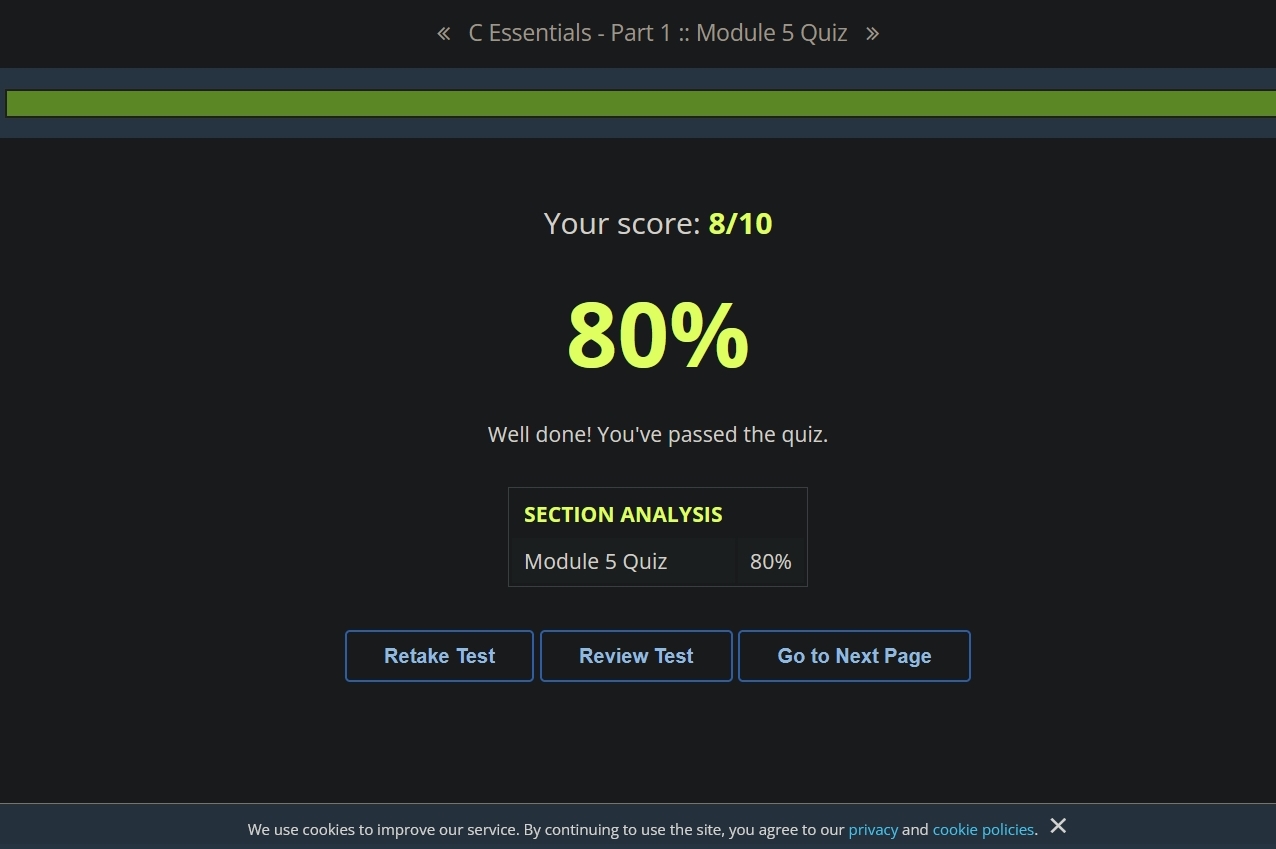 « C Essentials - Part 1 :: Module 5 Quiz »
Your score: 8/10
80%
Well done! You've passed the quiz.
SECTION ANALYSIS
Module 5 Quiz 80%
Retake Test Review Test Go to Next Page
We use cookies to improve our service. By continuing to use the site, you agree to our privacy and cookie policies. ✕